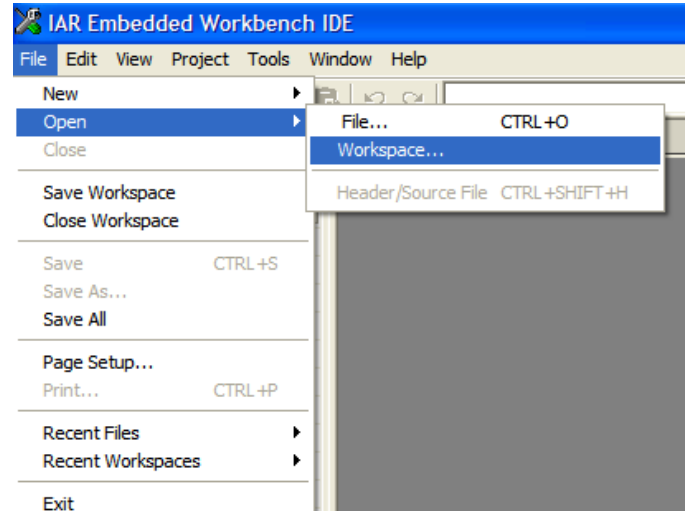 IAR Embedded Workbench IDE
File Edit View Project Tools Window Help
New
Open
Close
Save Workspace
Close Workspace
Save CTRL+S
Save As...
Save All
Page Setup...
Print... CTRL+P
Recent Files
Recent Workspaces
Exit
File... CTRL+O
Workspace...
Header/Source File CTRL+SHIFT+H